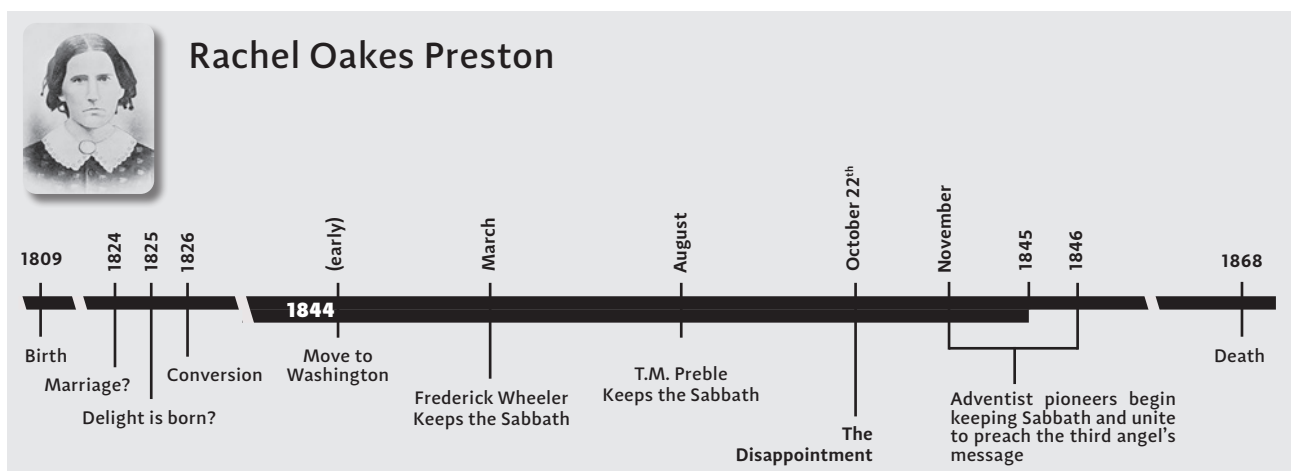 Rachel Oakes Preston
1809
1824
1825
1826
(early)
March
August
October 22th
November
1845
1846
1868
1844
Birth
Marriage?
Delight is born?
Conversion
Move to
Washington
Frederick Wheeler
Keeps the Sabbath
T.M. Preble
Keeps the Sabbath
The
Disappointment
Adventist pioneers begin
keeping Sabbath and unite
to preach the third angel's
message
Death